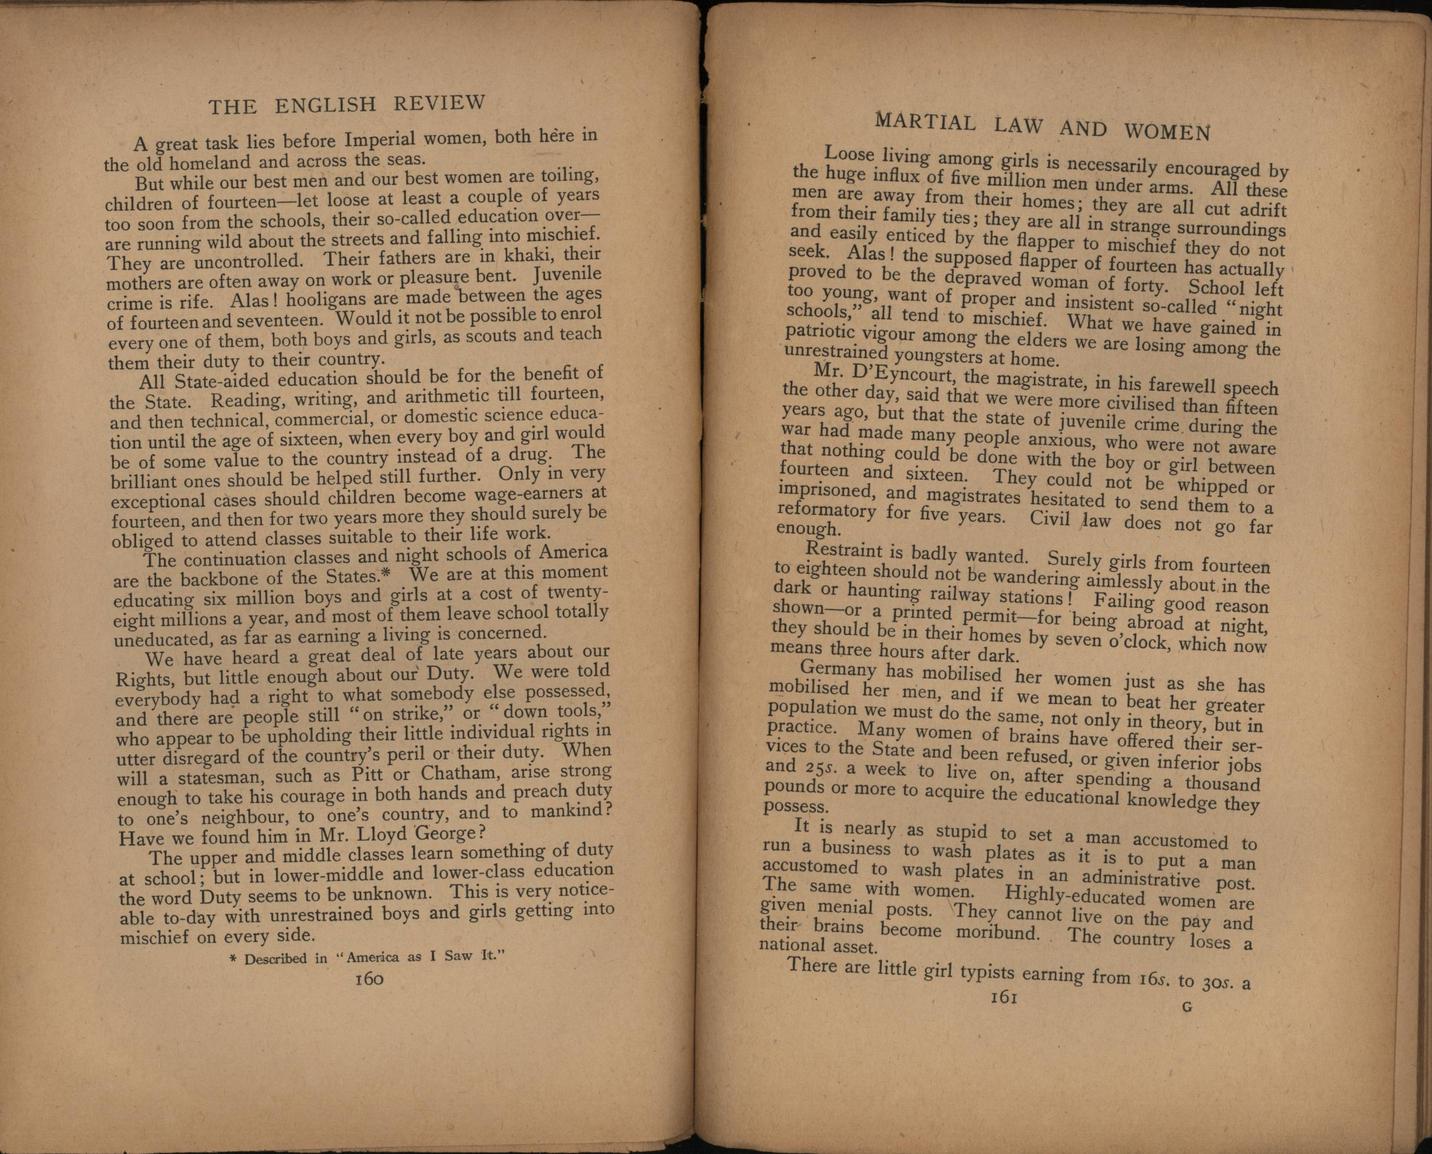 THE ENGLISH REVIEW
A great task lies before Imperial women, both here in
the old homeland and across the seas.
But while our best men and our best women are toiling,
children of fourteen—let loose at least a couple of years
too soon from the schools, their so-called education over—
are running wild about the streets and falling into mischief.
They are uncontrolled. Their fathers are in khaki, their
mothers are often away on work or pleasure bent. Juvenile
crime is rife. Alas! hooligans are made between the ages
of fourteen and seventeen. Would it not be possible to enrol
every one of them, both boys and girls, as scouts and teach
them their duty to their country.
All State-aided education should be for the benefit of
the State. Reading, writing, and arithmetic till fourteen,
and then technical, commercial, or domestic science educa-
tion until the age of sixteen, when every boy and girl would
be of some value to the country instead of a drug. The
brilliant ones should be helped still further. Only in very
exceptional cases should children become wage-earners at
fourteen, and then for two years more they should surely be
obliged to attend classes suitable to their life work.
The continuation classes and night schools of America
are the backbone of the States.* We are at this moment
educating six million boys and girls at a cost of twenty-
eight millions a year, and most of them leave school totally
uneducated, as far as earning a living is concerned.
We have heard a great deal of late years about our
Rights, but little enough about our Duty. We were told
everybody had a right to what somebody else possessed,
and there are people still "on strike," or "down tools,"
who appear to be upholding their little individual rights in
utter disregard of the country's peril or their duty. When
will a statesman, such as Pitt or Chatham, arise strong
enough to take his courage in both hands and preach duty
to one's neighbour, to one's country, and to mankind?
Have we found him in Mr. Lloyd George?
The upper and middle classes learn something of duty
at school; but in lower-middle and lower-class education
the word Duty seems to be unknown. This is very notice-
able to-day with unrestrained boys and girls getting into
mischief on every side.
* Described in "America as I Saw It."
160
MARTIAL LAW AND WOMEN
Loose living among girls is necessarily encouraged by
the huge influx of five million men under arms. All these
men are away from their homes; they are all cut adrift
from their family ties; they are all in strange surroundings
and easily enticed by the flapper to mischief they do not
seek. Alas! the supposed flapper of fourteen has actually
proved to be the depraved woman of forty. School left
too young, want of proper and insistent so-called "night
schools," all tend to mischief. What we have gained in
patriotic vigour among the elders we are losing among the
unrestrained youngsters at home.
Mr. D'Eyncourt, the magistrate, in his farewell speech
the other day, said that we were more civilised than fifteen
years ago, but that the state of juvenile crime during the
war had made many people anxious, who were not aware
that nothing could be done with the boy or girl between
fourteen and sixteen. They could not be whipped or
imprisoned, and magistrates hesitated to send them to a
reformatory for five years. Civil law does not go far
enough.
Restraint is badly wanted. Surely girls from fourteen
to eighteen should not be wandering aimlessly about in the
dark or haunting railway stations! Failing good reason
shown—or a printed permit—for being abroad at night,
they should be in their homes by seven o'clock, which now
means three hours after dark.
Germany has mobilised her women just as she has
mobilised her men, and if we mean to beat her greater
population we must do the same, not only in theory, but in
practice. Many women of brains have offered their ser-
vices to the State and been refused, or given inferior jobs
and 25s. a week to live on, after spending a thousand
pounds or more to acquire the educational knowledge they
possess.
It is nearly as stupid to set a man accustomed to
run a business to wash plates as it is to put a man
accustomed to wash plates in an administrative post.
The same with women. Highly-educated women are
given menial posts. They cannot live on the pay and
their brains become moribund. The country loses a
national asset.
There are little girl typists earning from 16s. to 30s. a
161
G